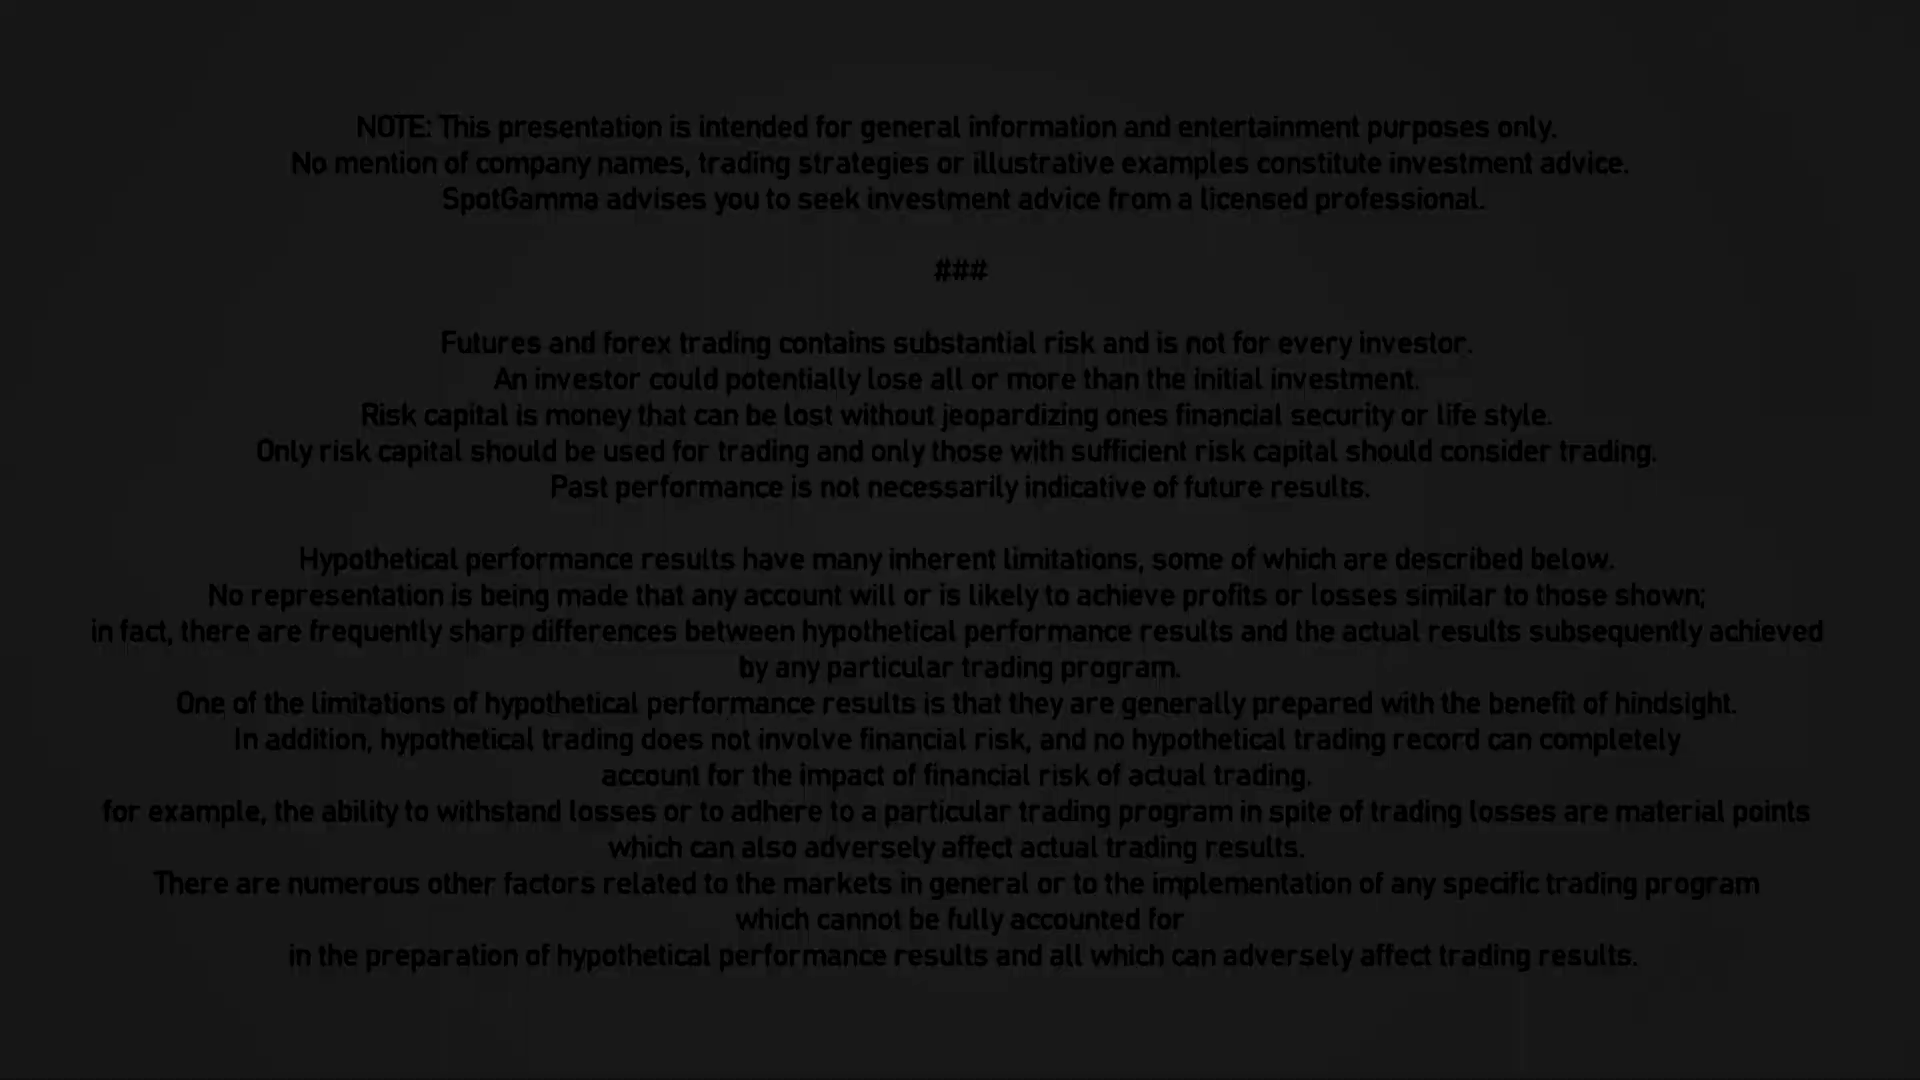 NOTE: This presentation is intended for general information and entertainment purposes only.
No mention of company names, trading strategies or illustrative examples constitute investment advice.
SpotGamma advises you to seek investment advice from a licensed professional.
###
Futures and forex trading contains substantial risk and is not for every investor.
An investor could potentially lose all or more than the initial investment.
Risk capital is money that can be lost without jeopardizing ones financial security or life style.
Only risk capital should be used for trading and only those with sufficient risk capital should consider trading.
Past performance is not necessarily indicative of future results.
Hypothetical performance results have many inherent limitations, some of which are described below.
No representation is being made that any account will or is likely to achieve profits or losses similar to those shown;
in fact, there are frequently sharp differences between hypothetical performance results and the actual results subsequently achieved
by any particular trading program.
One of the limitations of hypothetical performance results is that they are generally prepared with the benefit of hindsight.
In addition, hypothetical trading does not involve financial risk, and no hypothetical trading record can completely
account for the impact of financial risk of actual trading.
for example, the ability to withstand losses or to adhere to a particular trading program in spite of trading losses are material points
which can also adversely affect actual trading results.
There are numerous other factors related to the markets in general or to the implementation of any specific trading program
which cannot be fully accounted for
in the preparation of hypothetical performance results and all which can adversely affect trading results.